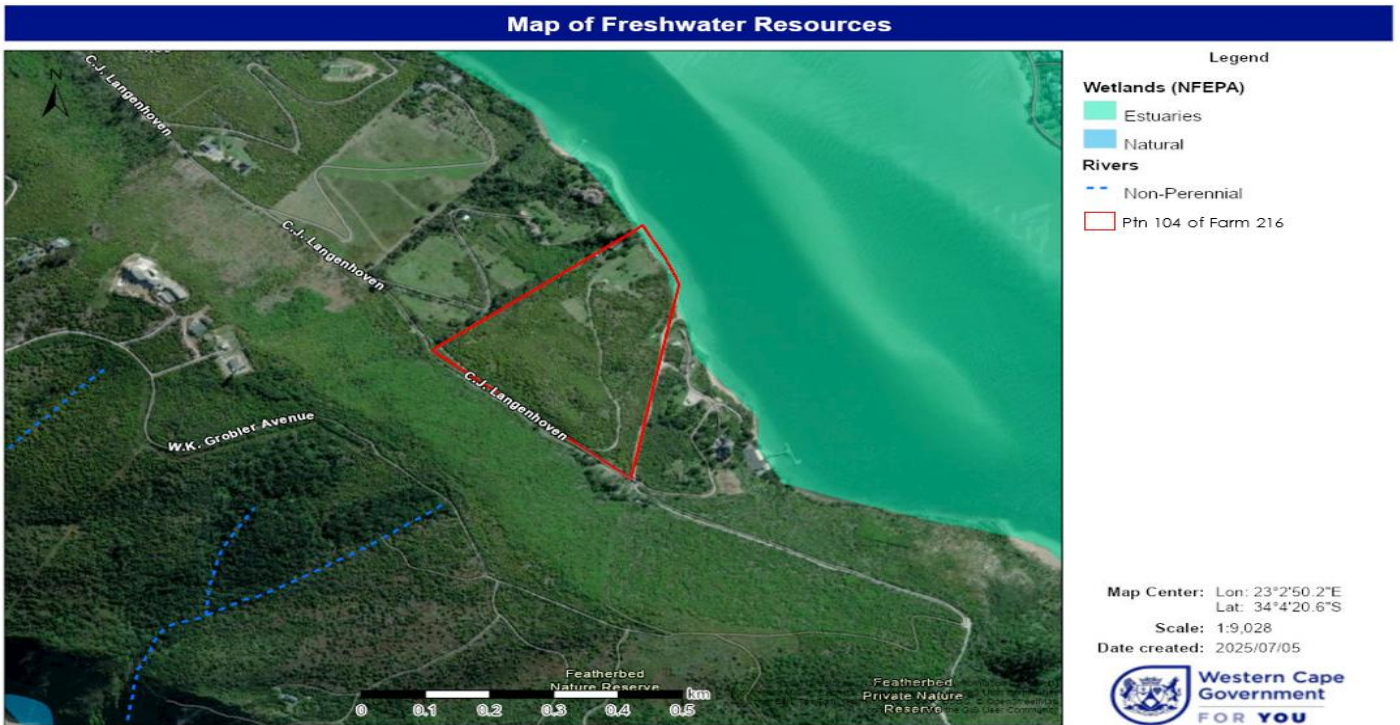 Map of Freshwater Resources
N
C.J. Langenhoven
C.J. Langenhoven
C.J. Langenhoven
W.K. Grobler Avenue
Featherbed
Nature Reserve
Featherbed
Private Nature
Reserve
km
0 0.1 0.2 0.3 0.4 0.5
Legend
Wetlands (NFEPA)
Estuaries
Natural
Rivers
Non-Perennial
Ptn 104 of Farm 216
Map Center: Lon: 23°2'50.2"E
Lat: 34°4'20.6"S
Scale: 1:9,028
Date created: 2025/07/05
Western Cape
Government
FOR YOU